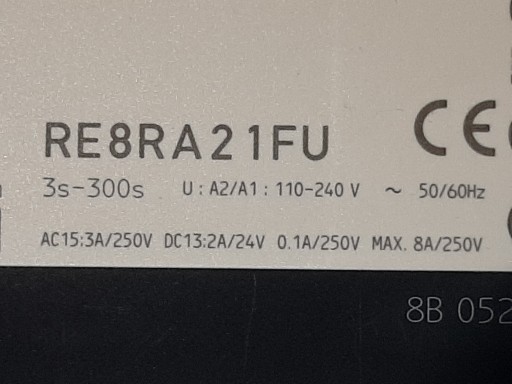 RE8RA21FU CE
3s-300s U: A2/A1: 110-240 V ~ 50/60Hz
AC15:3A/250V DC13:2A/24V 0.1A/250V MAX. 8A/250V
8B 052